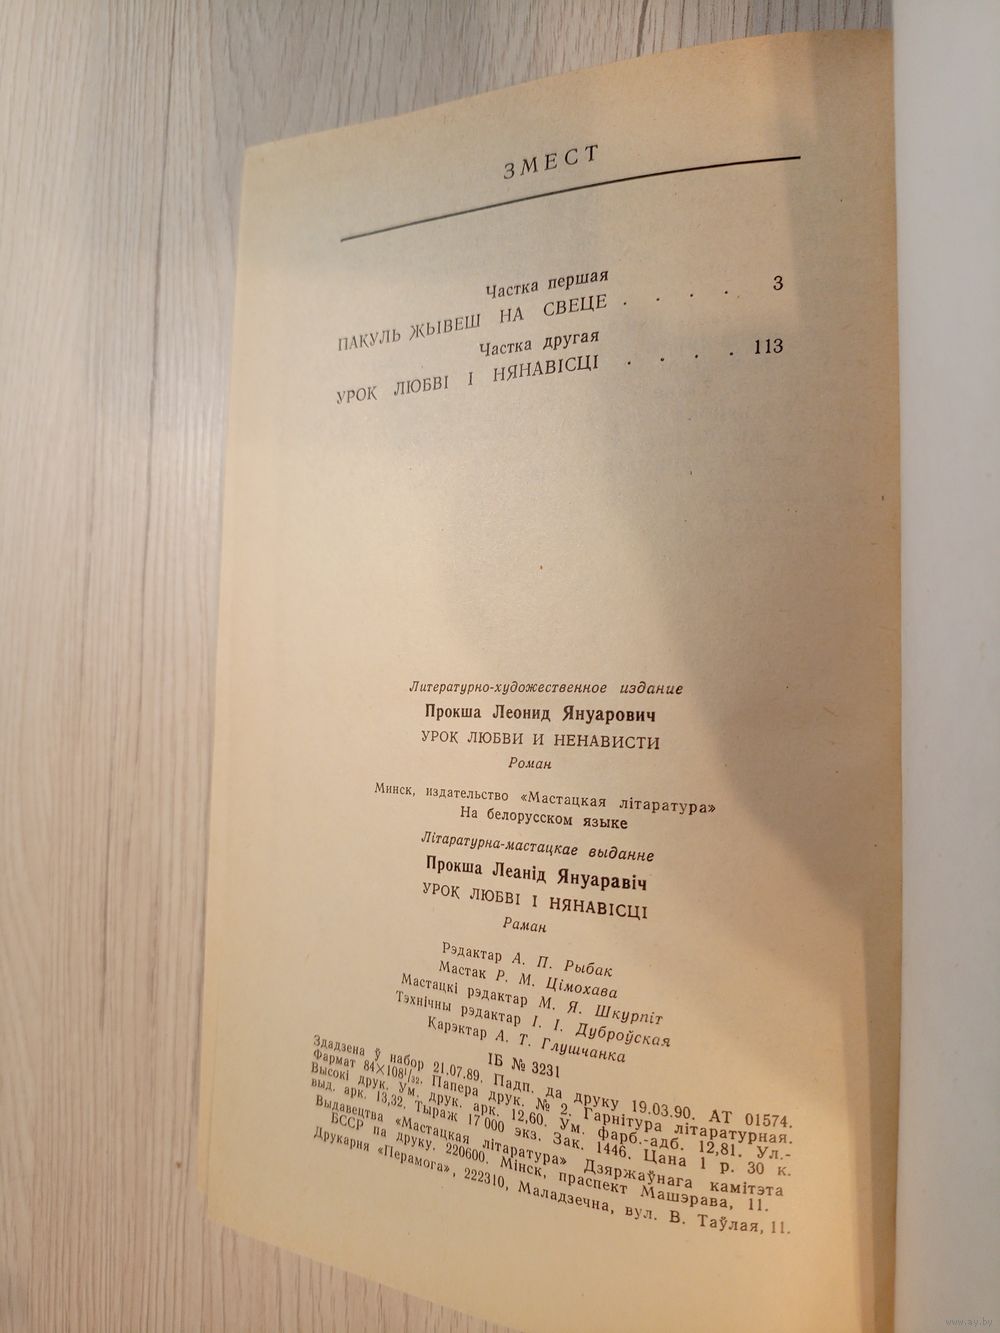 ЗМЕСТ
Частка першая
ПАКУЛЬ ЖЫВЕШ НА СВЕЦЕ . . . . 3
Частка другая
УРОК ЛЮБВІ І НЯНАВІСЦІ . . . . 113
Литературно-художественное издание
Прокша Леонид Януарович
УРОК ЛЮБВИ И НЕНАВИСТИ
Роман
Минск, издательство «Мастацкая літаратура»
На белорусском языке
Літаратурна-мастацкае выданне
Прокша Леанід Януаравіч
УРОК ЛЮБВІ І НЯНАВІСЦІ
Раман
Рэдактар А. П. Рыбак
Мастак Р. М. Цімохава
Мастацкі рэдактар М. Я. Шкурпіт
Тэхнічны рэдактар І. І. Дуброўская
Карэктар А. Т. Глушчанка
ІБ № 3231
Здадзена ў набор 21.07.89. Падп. да друку 19.03.90. АТ 01574.
Фармат 84×108¹/₃₂. Папера друк. № 2. Гарнітура літаратурная.
Высокі друк. Ум. друк. арк. 12,60. Ум. фарб.-адб. 12,81. Ул.-
выд. арк. 13,32. Тыраж 17 000 экз. Зак. 1446. Цана 1 р. 30 к.
Выдавецтва «Мастацкая літаратура» Дзяржаўнага камітэта
БССР па друку. 220600. Мінск, праспект Машэрава, 11.
Друкарня «Перамога», 222310, Маладзечна, вул. В. Таўлая, 11.
www.ay.by